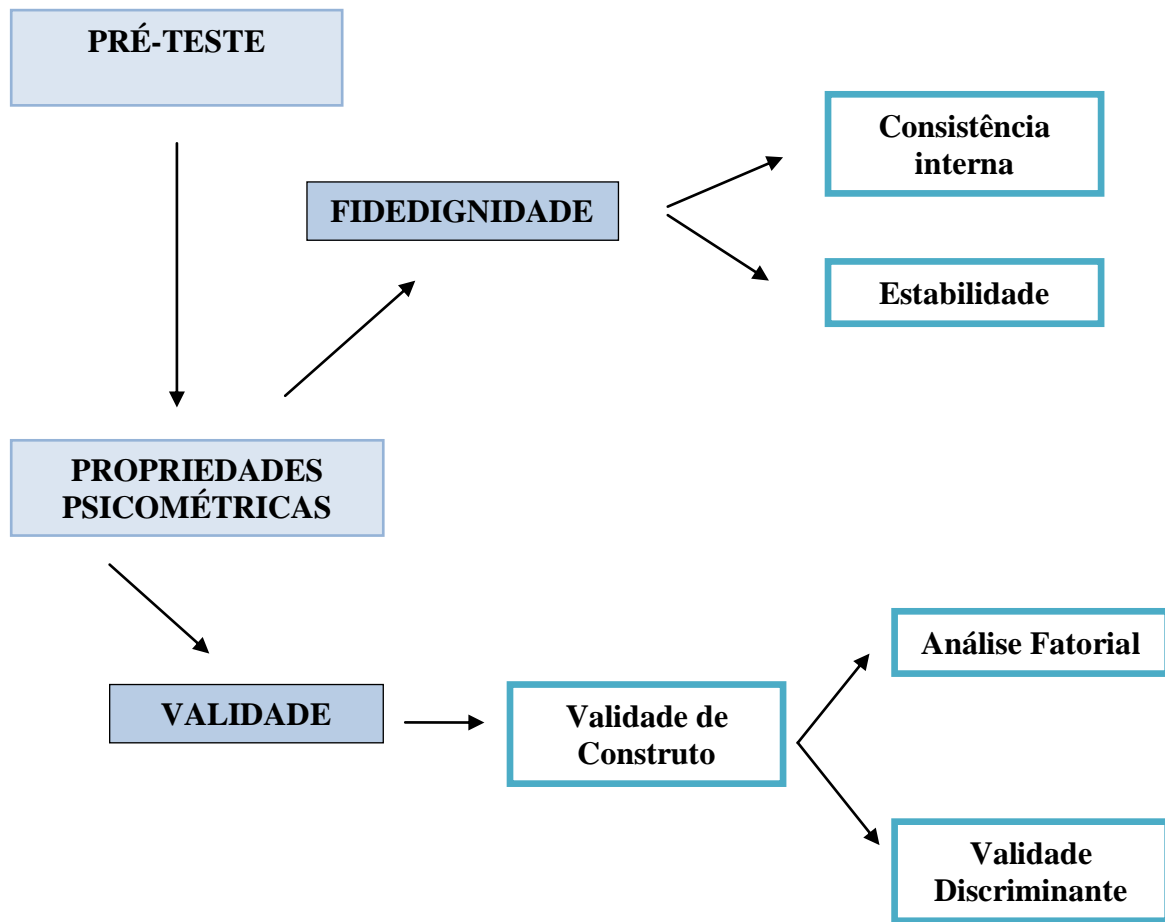 PRÉ-TESTE
Consistência
interna
FIDEDIGNIDADE
Estabilidade
PROPRIEDADES
PSICOMÉTRICAS
Análise Fatorial
VALIDADE
Validade de
Construto
Validade
Discriminante